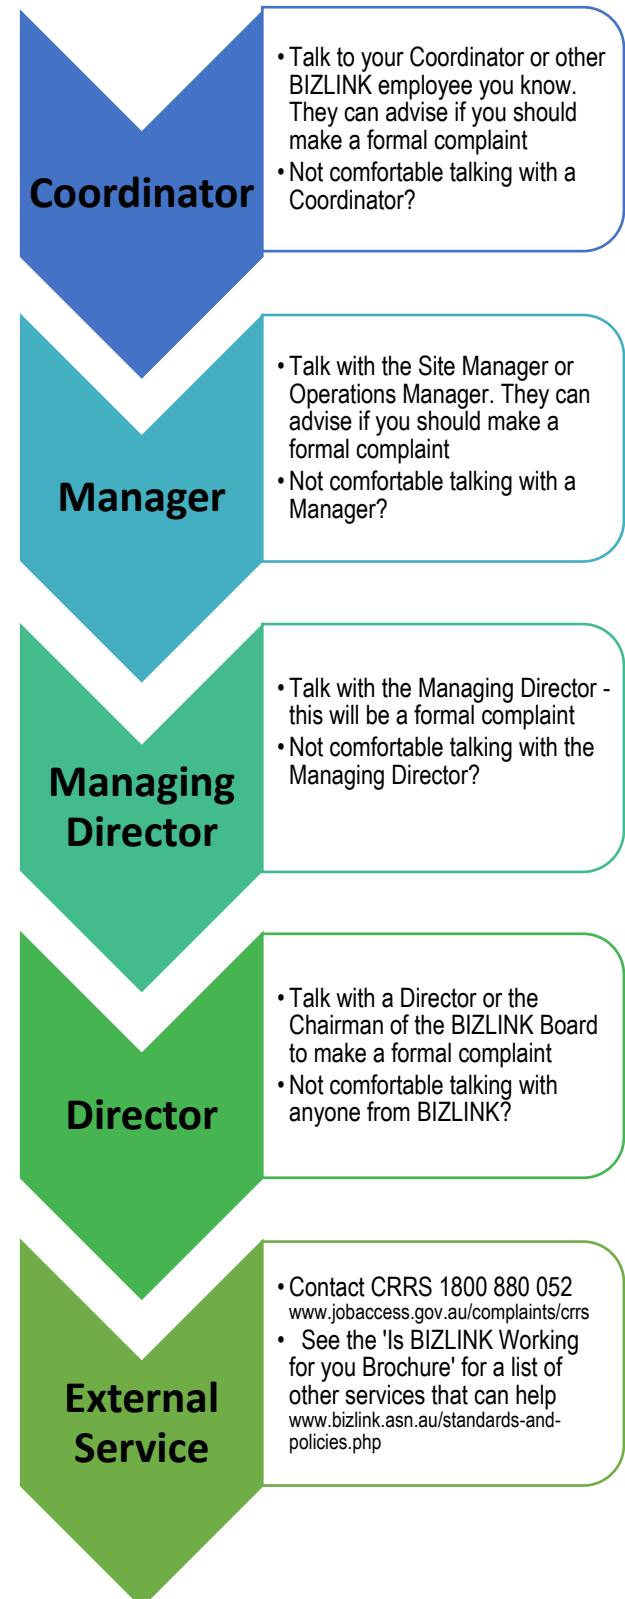 Coordinator
• Talk to your Coordinator or other
BIZLINK employee you know.
They can advise if you should
make a formal complaint
• Not comfortable talking with a
Coordinator?
Manager
• Talk with the Site Manager or
Operations Manager. They can
advise if you should make a
formal complaint
• Not comfortable talking with a
Manager?
Managing
Director
• Talk with the Managing Director -
this will be a formal complaint
• Not comfortable talking with the
Managing Director?
Director
• Talk with a Director or the
Chairman of the BIZLINK Board
to make a formal complaint
• Not comfortable talking with
anyone from BIZLINK?
External
Service
• Contact CRRS 1800 880 052
www.jobaccess.gov.au/complaints/crrs
• See the 'Is BIZLINK Working
for you Brochure' for a list of
other services that can help
www.bizlink.asn.au/standards-and-
policies.php